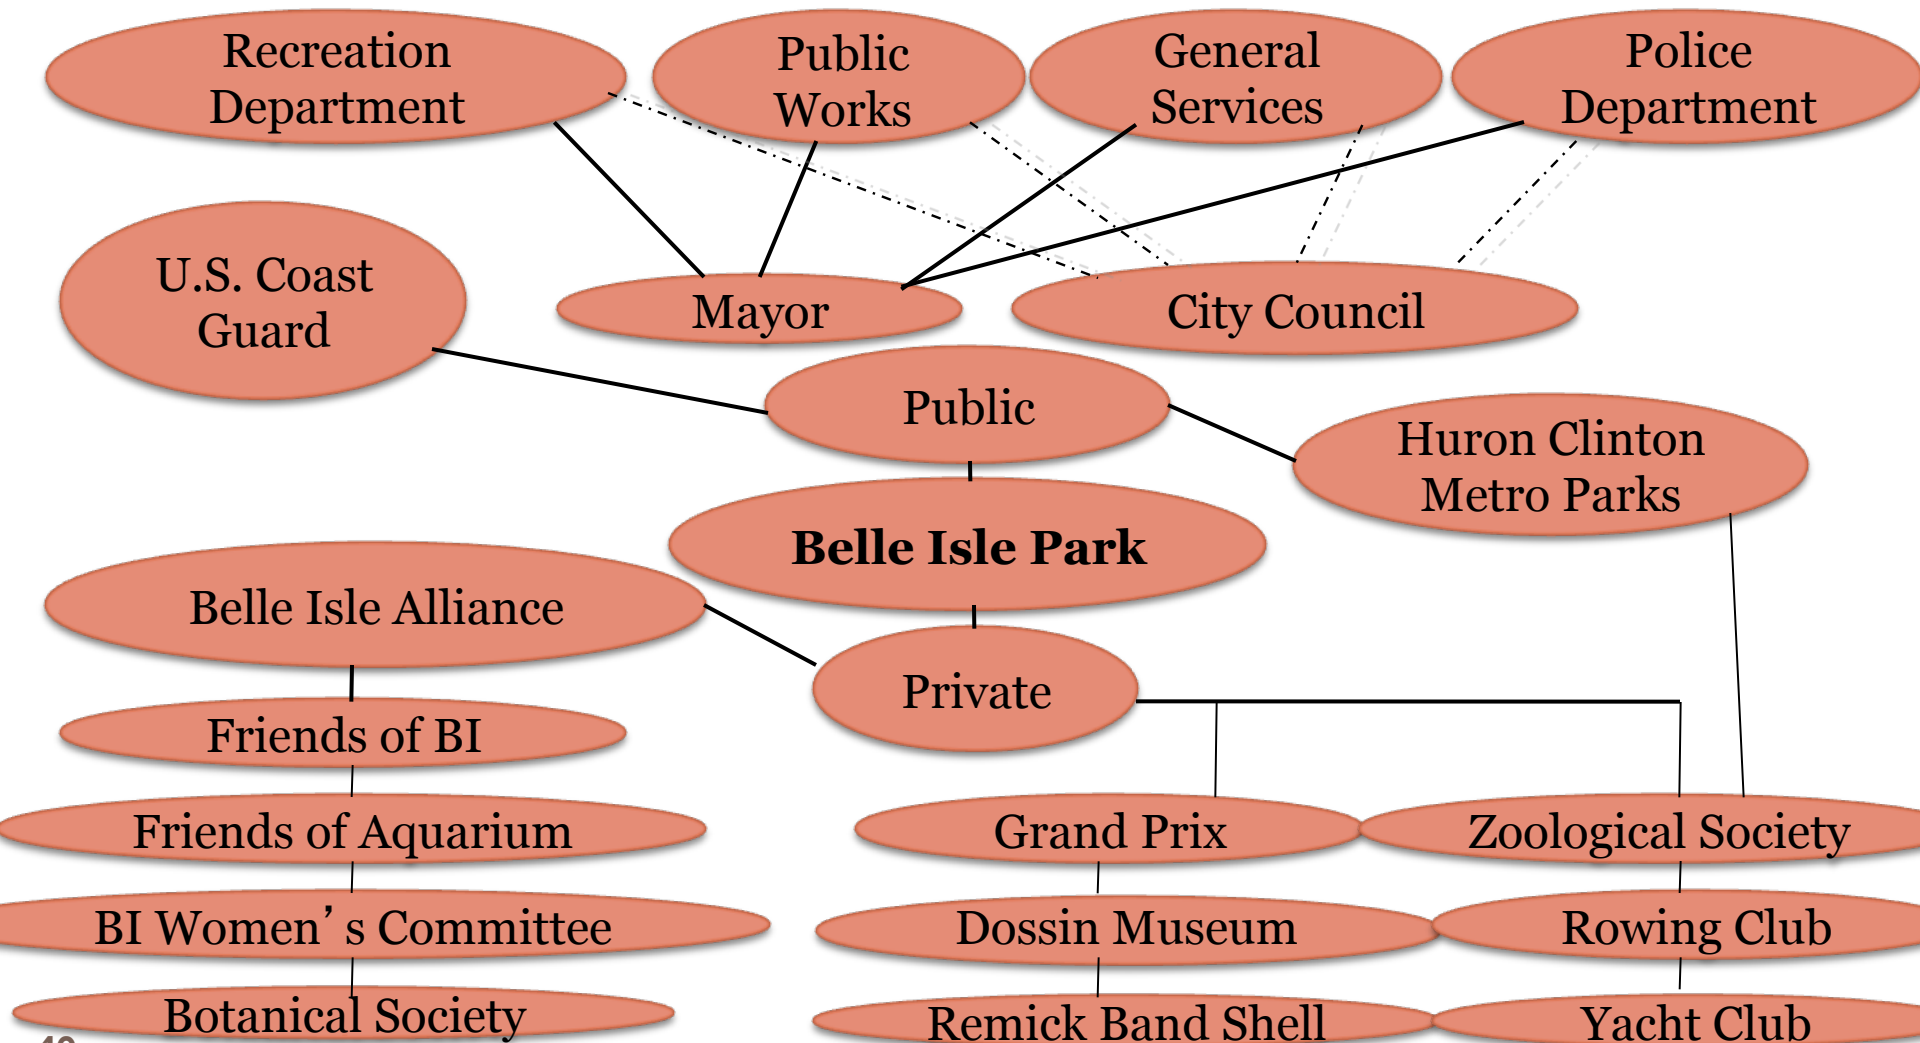 Recreation
Department
Public
Works
General
Services
Police
Department
U.S. Coast
Guard
Mayor
City Council
Public
Huron Clinton
Metro Parks
Belle Isle Park
Belle Isle Alliance
Private
Friends of BI
Friends of Aquarium
Grand Prix
Zoological Society
BI Women’s Committee
Dossin Museum
Rowing Club
Botanical Society
Remick Band Shell
Yacht Club